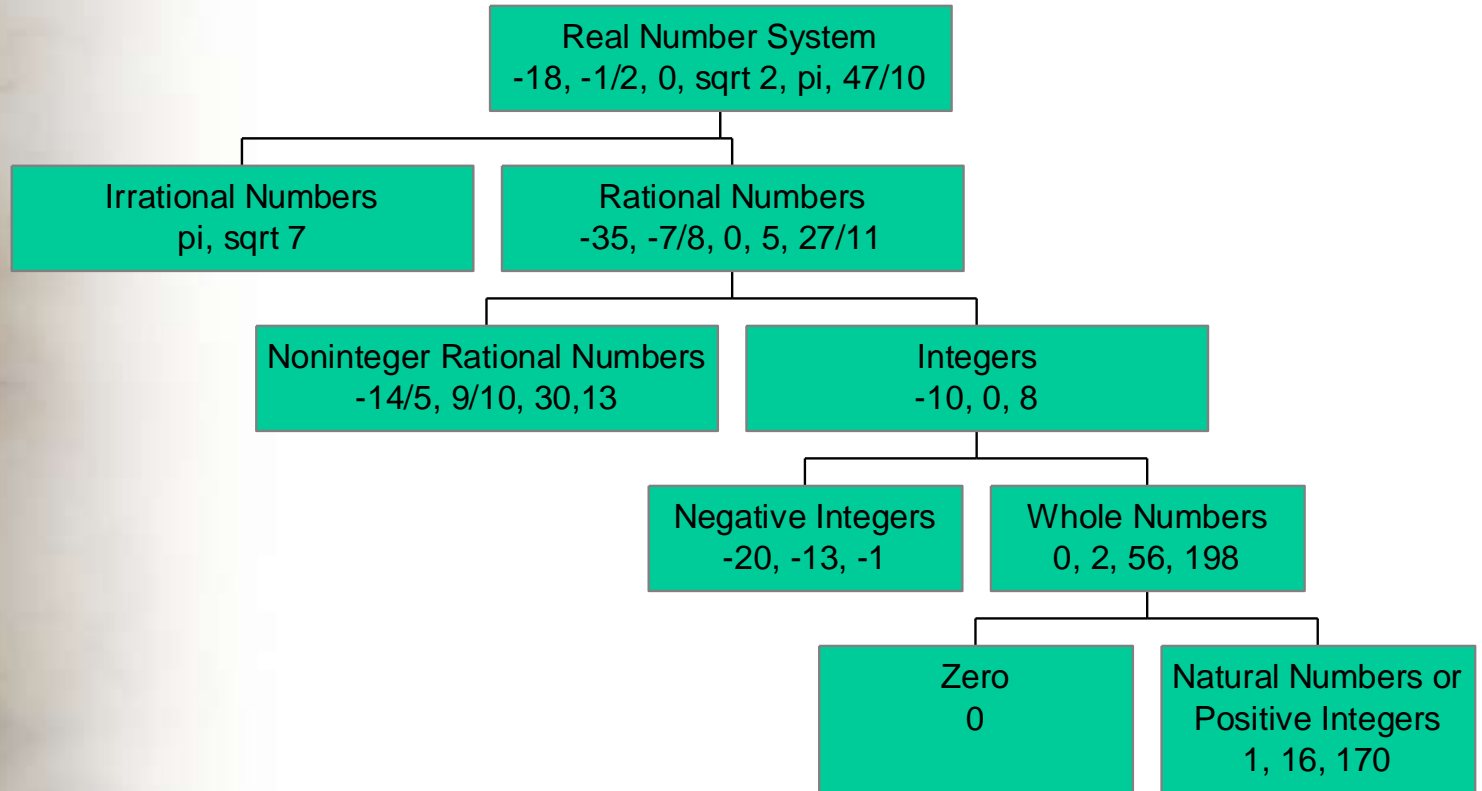 Real Number System
-18, -1/2, 0, sqrt 2, pi, 47/10
Irrational Numbers
pi, sqrt 7
Rational Numbers
-35, -7/8, 0, 5, 27/11
Noninteger Rational Numbers
-14/5, 9/10, 30,13
Integers
-10, 0, 8
Negative Integers
-20, -13, -1
Whole Numbers
0, 2, 56, 198
Zero
0
Natural Numbers or
Positive Integers
1, 16, 170